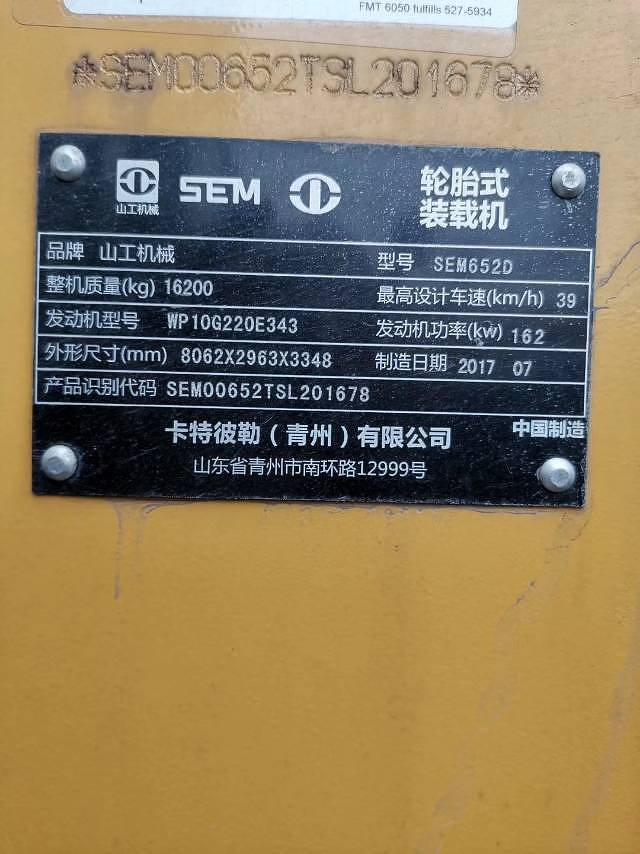 FMT 6050 fulfills 527-5934
*SEM00652TSL201678*
山工机械 SEM
轮胎式
装载机
品牌 山工机械 型号 SEM652D
整机质量(kg) 16200 最高设计车速(km/h) 39
发动机型号 WP10G220E343 发动机功率(kw) 162
外形尺寸(mm) 8062X2963X3348 制造日期 2017 07
产品识别代码 SEM00652TSL201678
卡特彼勒（青州）有限公司 中国制造
山东省青州市南环路12999号